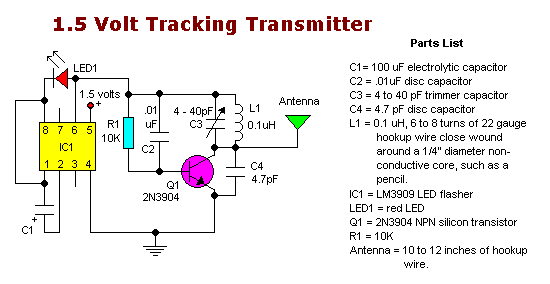 1.5 Volt Tracking Transmitter
LED1
1.5 volts
+
8 7 6 5
IC1
1 2 3 4
C1
+
R1
10K
.01
uF
C2
4 - 40pF
C3
L1
0.1uH
Antenna
Q1
2N3904
C4
4.7pF
Parts List
C1= 100 uF electrolytic capacitor
C2 = .01uF disc capacitor
C3 = 4 to 40 pF trimmer capacitor
C4 = 4.7 pF disc capacitor
L1 = 0.1 uH, 6 to 8 turns of 22 gauge
hookup wire close wound
around a 1/4" diameter non-
conductive core, such as a
pencil.
IC1 = LM3909 LED flasher
LED1 = red LED
Q1 = 2N3904 NPN silicon transistor
R1 = 10K
Antenna = 10 to 12 inches of hookup
wire.